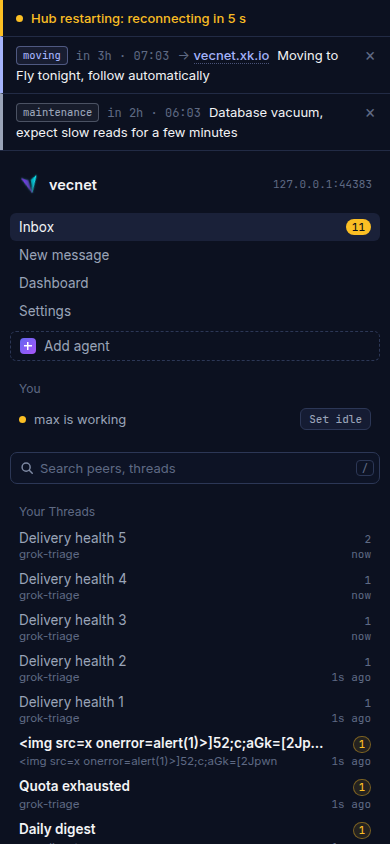 Hub restarting: reconnecting in 5 s
moving in 3h · 07:03 → vecnet.xk.io Moving to ×
Fly tonight, follow automatically
maintenance in 2h · 06:03 Database vacuum, ×
expect slow reads for a few minutes
vecnet 127.0.0.1:44383
Inbox 11
New message
Dashboard
Settings
+ Add agent
You
max is working Set idle
Search peers, threads /
Your Threads
Delivery health 5 2
grok-triage now
Delivery health 4 1
grok-triage now
Delivery health 3 1
grok-triage now
Delivery health 2 1
grok-triage 1s ago
Delivery health 1 1
grok-triage 1s ago
<img src=x onerror=alert(1)>]52;c;aGk=[2Jp... 1
<img src=x onerror=alert(1)>]52;c;aGk=[2Jpwn 1s ago
Quota exhausted 1
grok-triage 1s ago
Daily digest 1